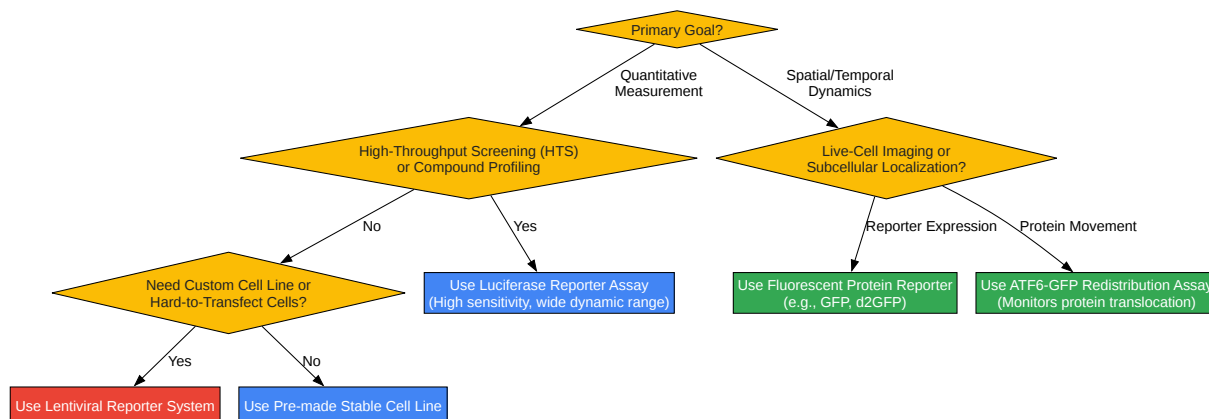 Primary Goal?
Quantitative
Measurement
Spatial/Temporal
Dynamics
High-Throughput Screening (HTS)
or Compound Profiling
Live-Cell Imaging or
Subcellular Localization?
No
Yes
Reporter Expression
Protein Movement
Need Custom Cell Line or
Hard-to-Transfect Cells?
Use Luciferase Reporter Assay
(High sensitivity, wide dynamic range)
Use Fluorescent Protein Reporter
(e.g., GFP, d2GFP)
Use ATF6-GFP Redistribution Assay
(Monitors protein translocation)
Yes
No
Use Lentiviral Reporter System
Use Pre-made Stable Cell Line